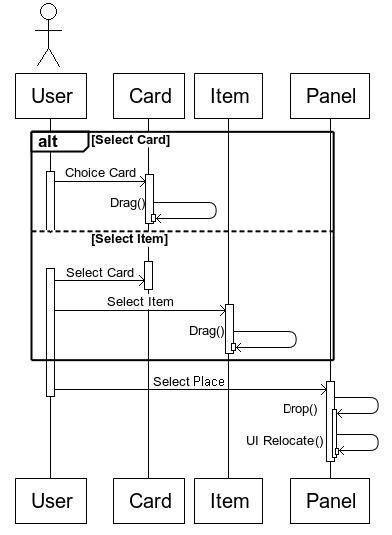 User Card Item Panel
alt [Select Card]
Choice Card
Drag()
[Select Item]
Select Card
Select Item
Drag()
Select Place
Drop()
UI Relocate()
User Card Item Panel